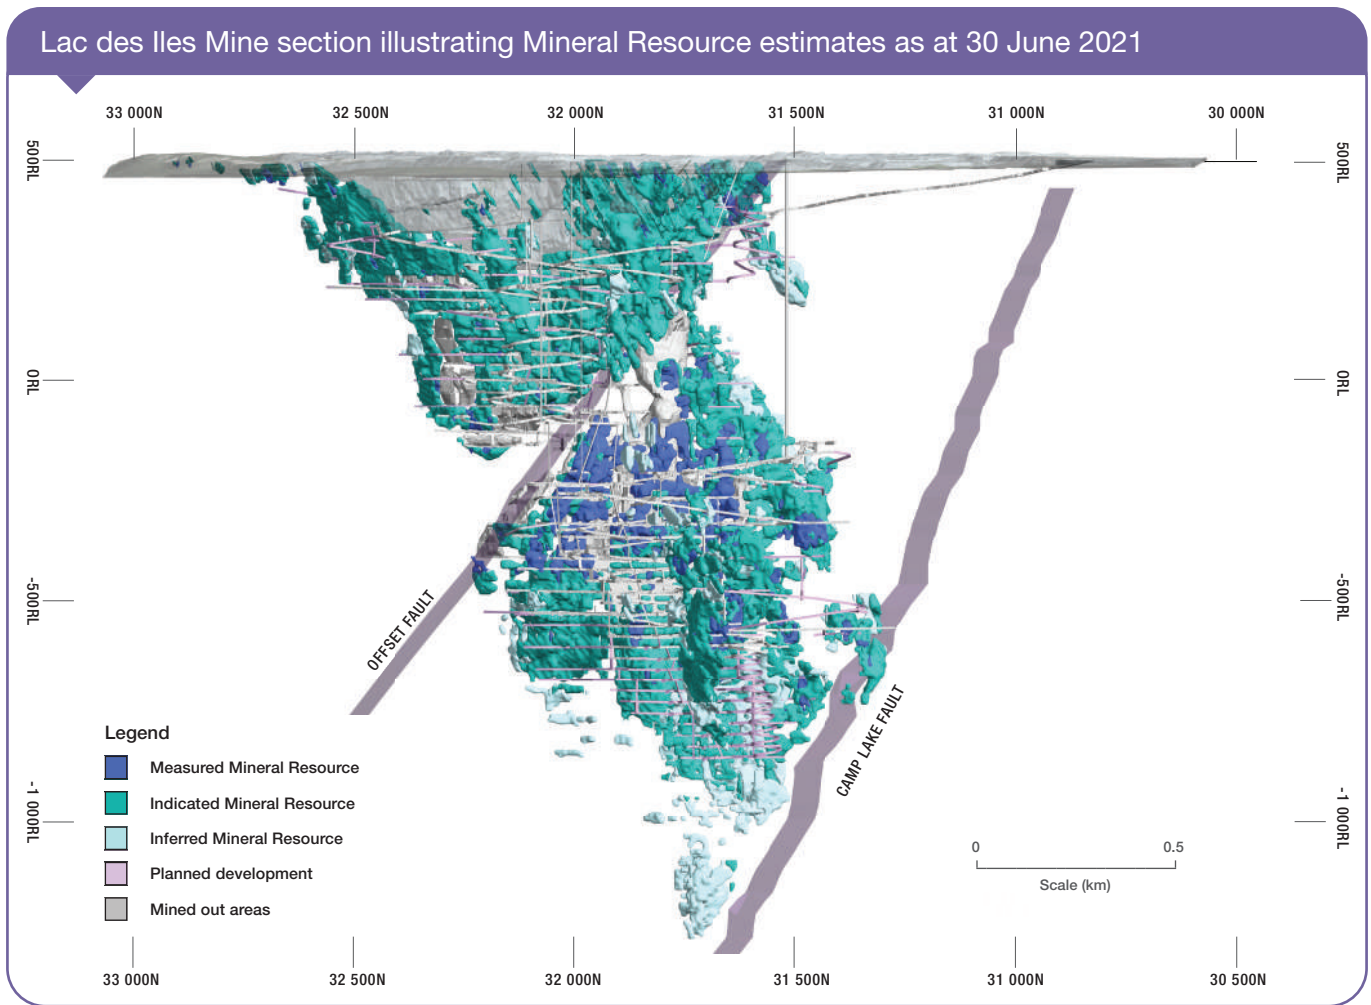 Lac des Iles Mine section illustrating Mineral Resource estimates as at 30 June 2021
33 000N 32 500N 32 000N 31 500N 31 000N 30 000N
500RL 500RL
0RL 0RL
-500RL -500RL
OFFSET FAULT
CAMP LAKE FAULT
-1 000RL -1 000RL
Legend
Measured Mineral Resource
Indicated Mineral Resource
Inferred Mineral Resource
Planned development
Mined out areas
0 0.5
Scale (km)
33 000N 32 500N 32 000N 31 500N 31 000N 30 500N